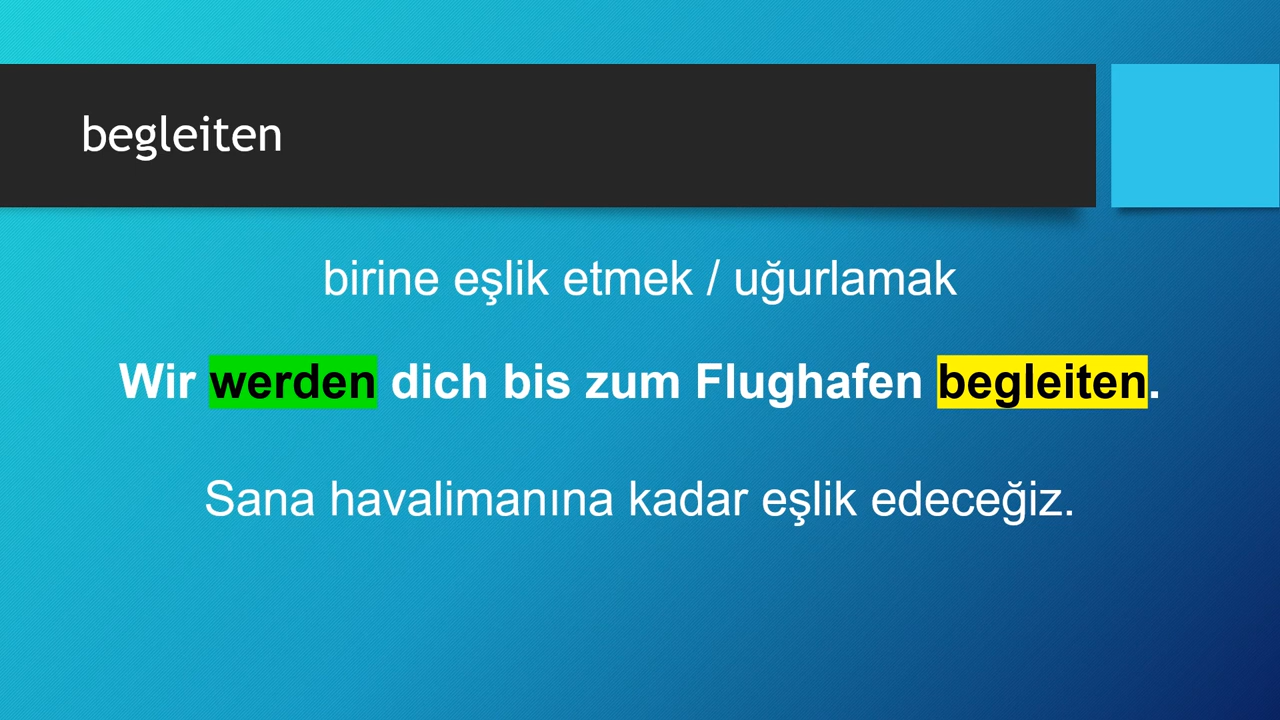 begleiten
birine eşlik etmek / uğurlamak
Wir werden dich bis zum Flughafen begleiten.
Sana havalimanına kadar eşlik edeceğiz.